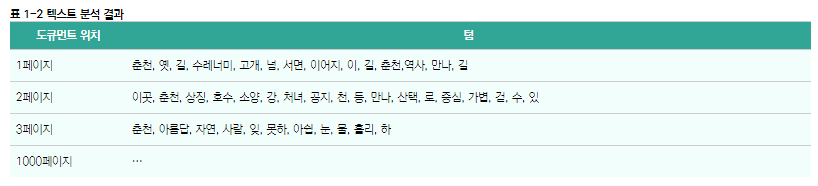 표 1-2 텍스트 분석 결과
도큐먼트 위치 텀
1페이지 춘천, 옛, 길, 수레너미, 고개, 넘, 서면, 이어지, 이, 길, 춘천,역사, 만나, 길
2페이지 이곳, 춘천, 상징, 호수, 소양, 강, 처녀, 공지, 천, 등, 만나, 산택, 로, 중심, 가볍, 검, 수, 있
3페이지 춘천, 아름답, 자연, 사람, 잊, 못하, 아쉽, 눈, 물, 흘리, 하
1000페이지 …